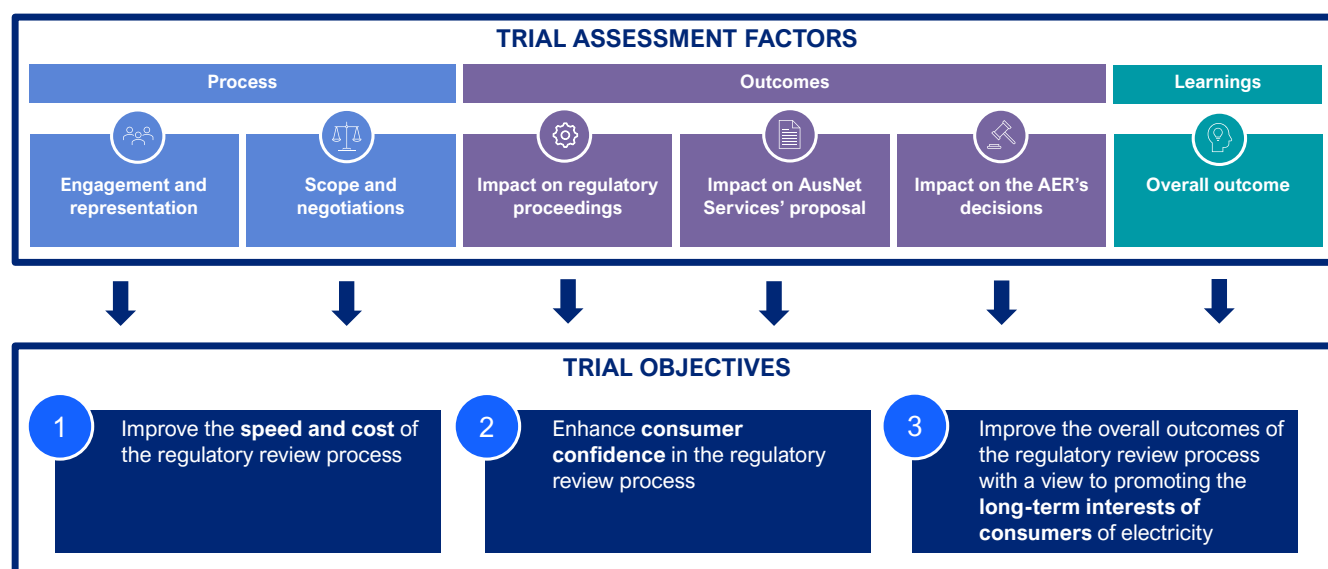 TRIAL ASSESSMENT FACTORS
Process
Outcomes
Learnings
Engagement and
representation
Scope and
negotiations
Impact on regulatory
proceedings
Impact on AusNet
Services’ proposal
Impact on the AER’s
decisions
Overall outcome
TRIAL OBJECTIVES
1
Improve the speed and cost of
the regulatory review process
2
Enhance consumer
confidence in the regulatory
review process
3
Improve the overall outcomes of
the regulatory review process
with a view to promoting the
long-term interests of
consumers of electricity